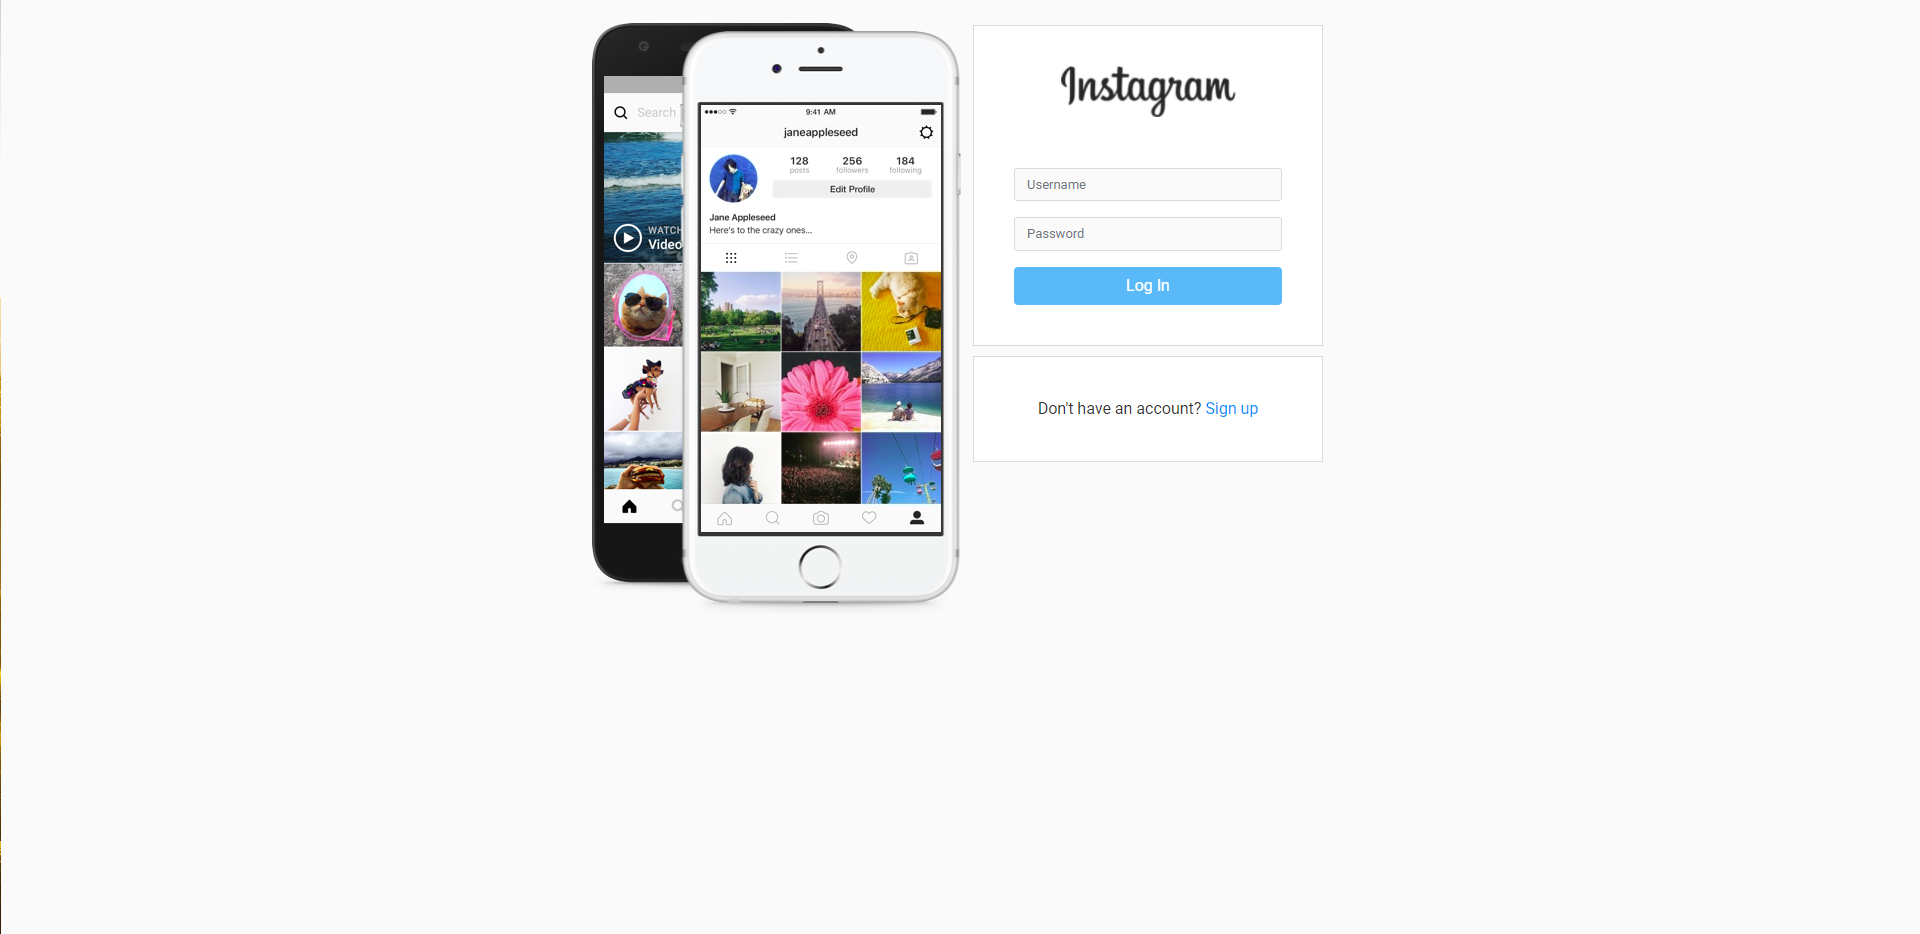 Search
WATCH
Video
9:41 AM
janeappleseed
128
256
184
posts
followers
following
Edit Profile
Jane Appleseed
Here's to the crazy ones...
Instagram
Username
Password
Log In
Don't have an account? Sign up